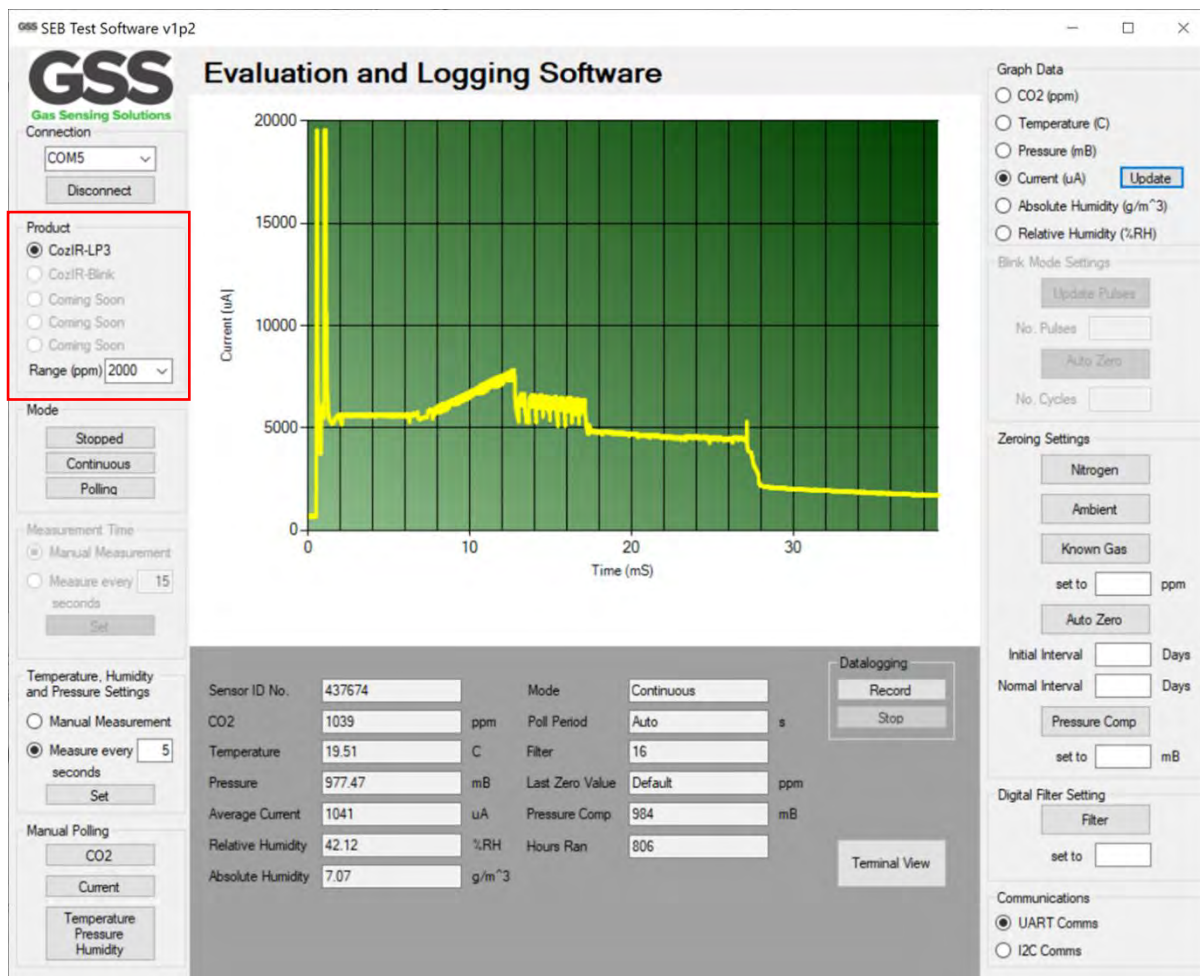 GSS SEB Test Software v1p2
GSS
Gas Sensing Solutions
Evaluation and Logging Software
Connection
COM5
Disconnect
Product
CozIR-LP3
CozIR-Blink
Coming Soon
Coming Soon
Coming Soon
Range (ppm) 2000
Mode
Stopped
Continuous
Polling
Measurement Time
Manual Measurement
Measure every 15
seconds
Set
Temperature, Humidity
and Pressure Settings
Manual Measurement
Measure every 5
seconds
Set
Manual Polling
CO2
Current
Temperature
Pressure
Humidity
20000
15000
10000
5000
0
Current (uA)
0 10 20 30
Time (mS)
Sensor ID No. 437674
CO2 1039 ppm
Temperature 19.51 C
Pressure 977.47 mB
Average Current 1041 uA
Relative Humidity 42.12 %RH
Absolute Humidity 7.07 g/m^3
Mode Continuous
Poll Period Auto s
Filter 16
Last Zero Value Default ppm
Pressure Comp 984 mB
Hours Ran 806
Datalogging
Record
Stop
Terminal View
Graph Data
CO2 (ppm)
Temperature (C)
Pressure (mB)
Current (uA) Update
Absolute Humidity (g/m^3)
Relative Humidity (%RH)
Blink Mode Settings
Update Pulses
No. Pulses
Auto Zero
No. Cycles
Zeroing Settings
Nitrogen
Ambient
Known Gas
set to ppm
Auto Zero
Initial Interval Days
Normal Interval Days
Pressure Comp
set to mB
Digital Filter Setting
Filter
set to
Communications
UART Comms
I2C Comms